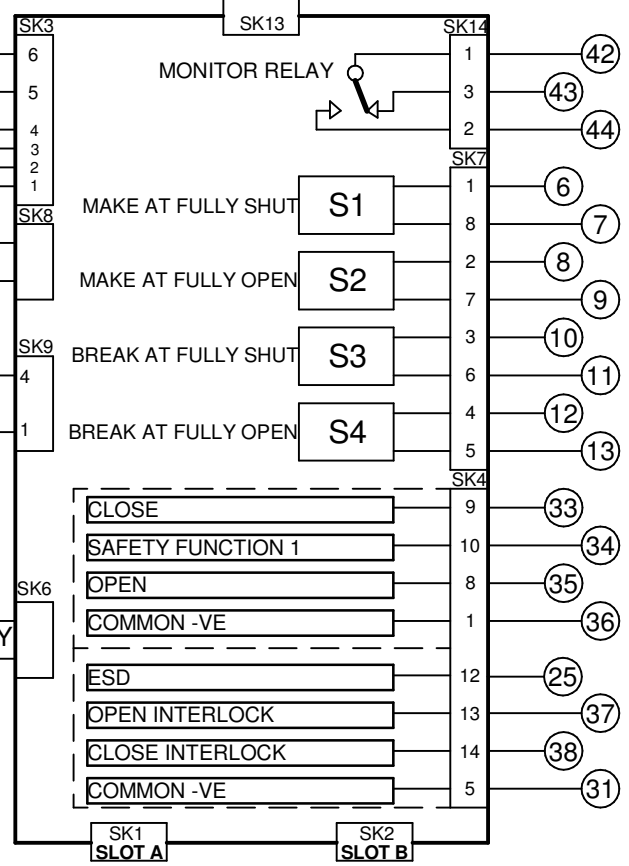 SK13
SK3
SK14
6
MONITOR RELAY
1
42
5
3
43
4
2
44
3
2
1
SK7
MAKE AT FULLY SHUT
S1
1
6
8
7
SK8
MAKE AT FULLY OPEN
S2
2
8
7
9
SK9
BREAK AT FULLY SHUT
S3
3
10
4
6
11
1
BREAK AT FULLY OPEN
S4
4
12
5
13
SK4
CLOSE
9
33
SAFETY FUNCTION 1
10
34
SK6
OPEN
8
35
Y
COMMON -VE
1
36
ESD
12
25
OPEN INTERLOCK
13
37
CLOSE INTERLOCK
14
38
COMMON -VE
5
31
SK1
SLOT A
SK2
SLOT B